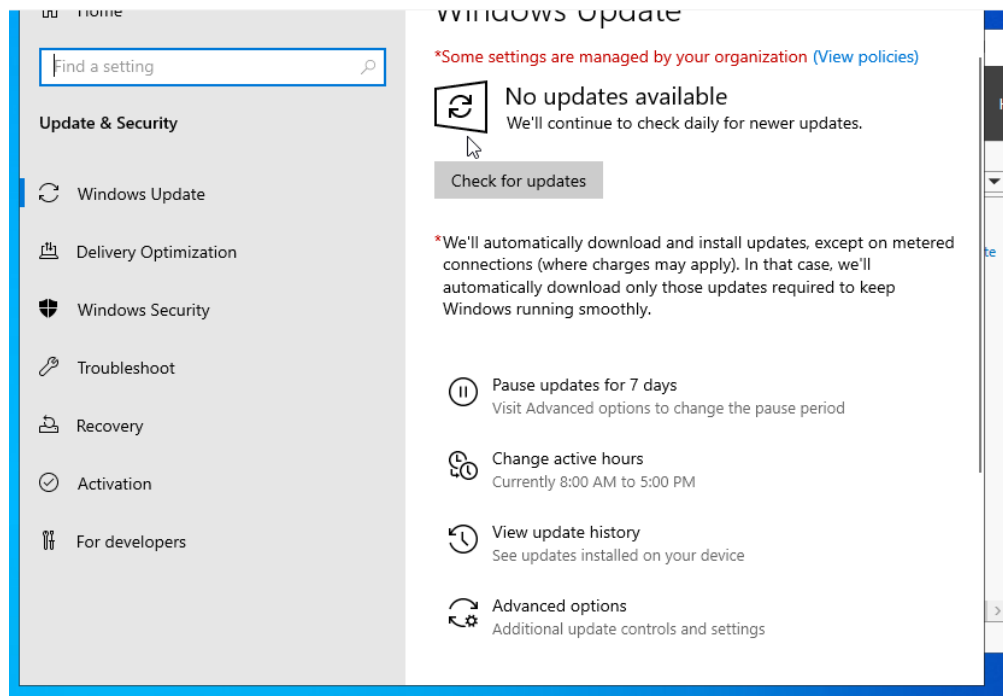 Home
Find a setting
Update & Security
Windows Update
Delivery Optimization
Windows Security
Troubleshoot
Recovery
Activation
For developers
Windows Update
*Some settings are managed by your organization (View policies)
No updates available
We'll continue to check daily for newer updates.
Check for updates
*We'll automatically download and install updates, except on metered
connections (where charges may apply). In that case, we'll
automatically download only those updates required to keep
Windows running smoothly.
Pause updates for 7 days
Visit Advanced options to change the pause period
Change active hours
Currently 8:00 AM to 5:00 PM
View update history
See updates installed on your device
Advanced options
Additional update controls and settings
te